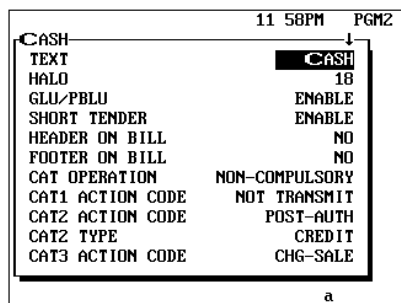 11 58PM PGM2
CASH
TEXT CASH
HALO 18
GLU/PBLU ENABLE
SHORT TENDER ENABLE
HEADER ON BILL NO
FOOTER ON BILL NO
CAT OPERATION NON-COMPULSORY
CAT1 ACTION CODE NOT TRANSMIT
CAT2 ACTION CODE POST-AUTH
CAT2 TYPE CREDIT
CAT3 ACTION CODE CHG-SALE
a